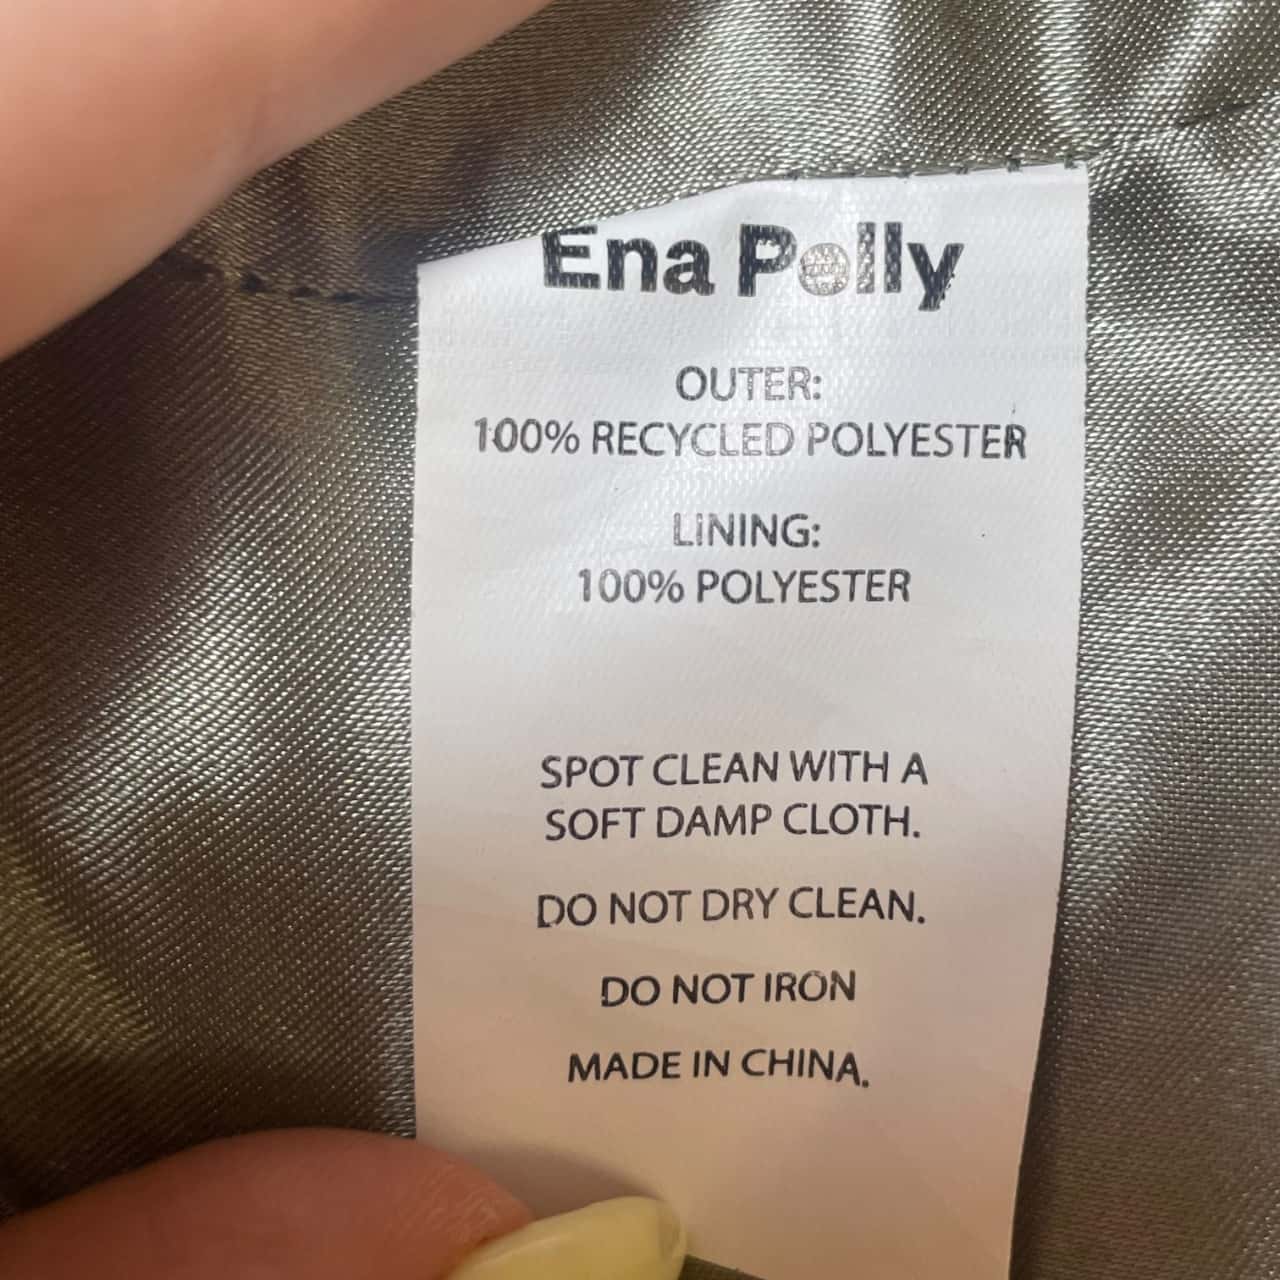 Ena Polly
OUTER:
100% RECYCLED POLYESTER
LINING:
100% POLYESTER
SPOT CLEAN WITH A
SOFT DAMP CLOTH.
DO NOT DRY CLEAN.
DO NOT IRON
MADE IN CHINA.